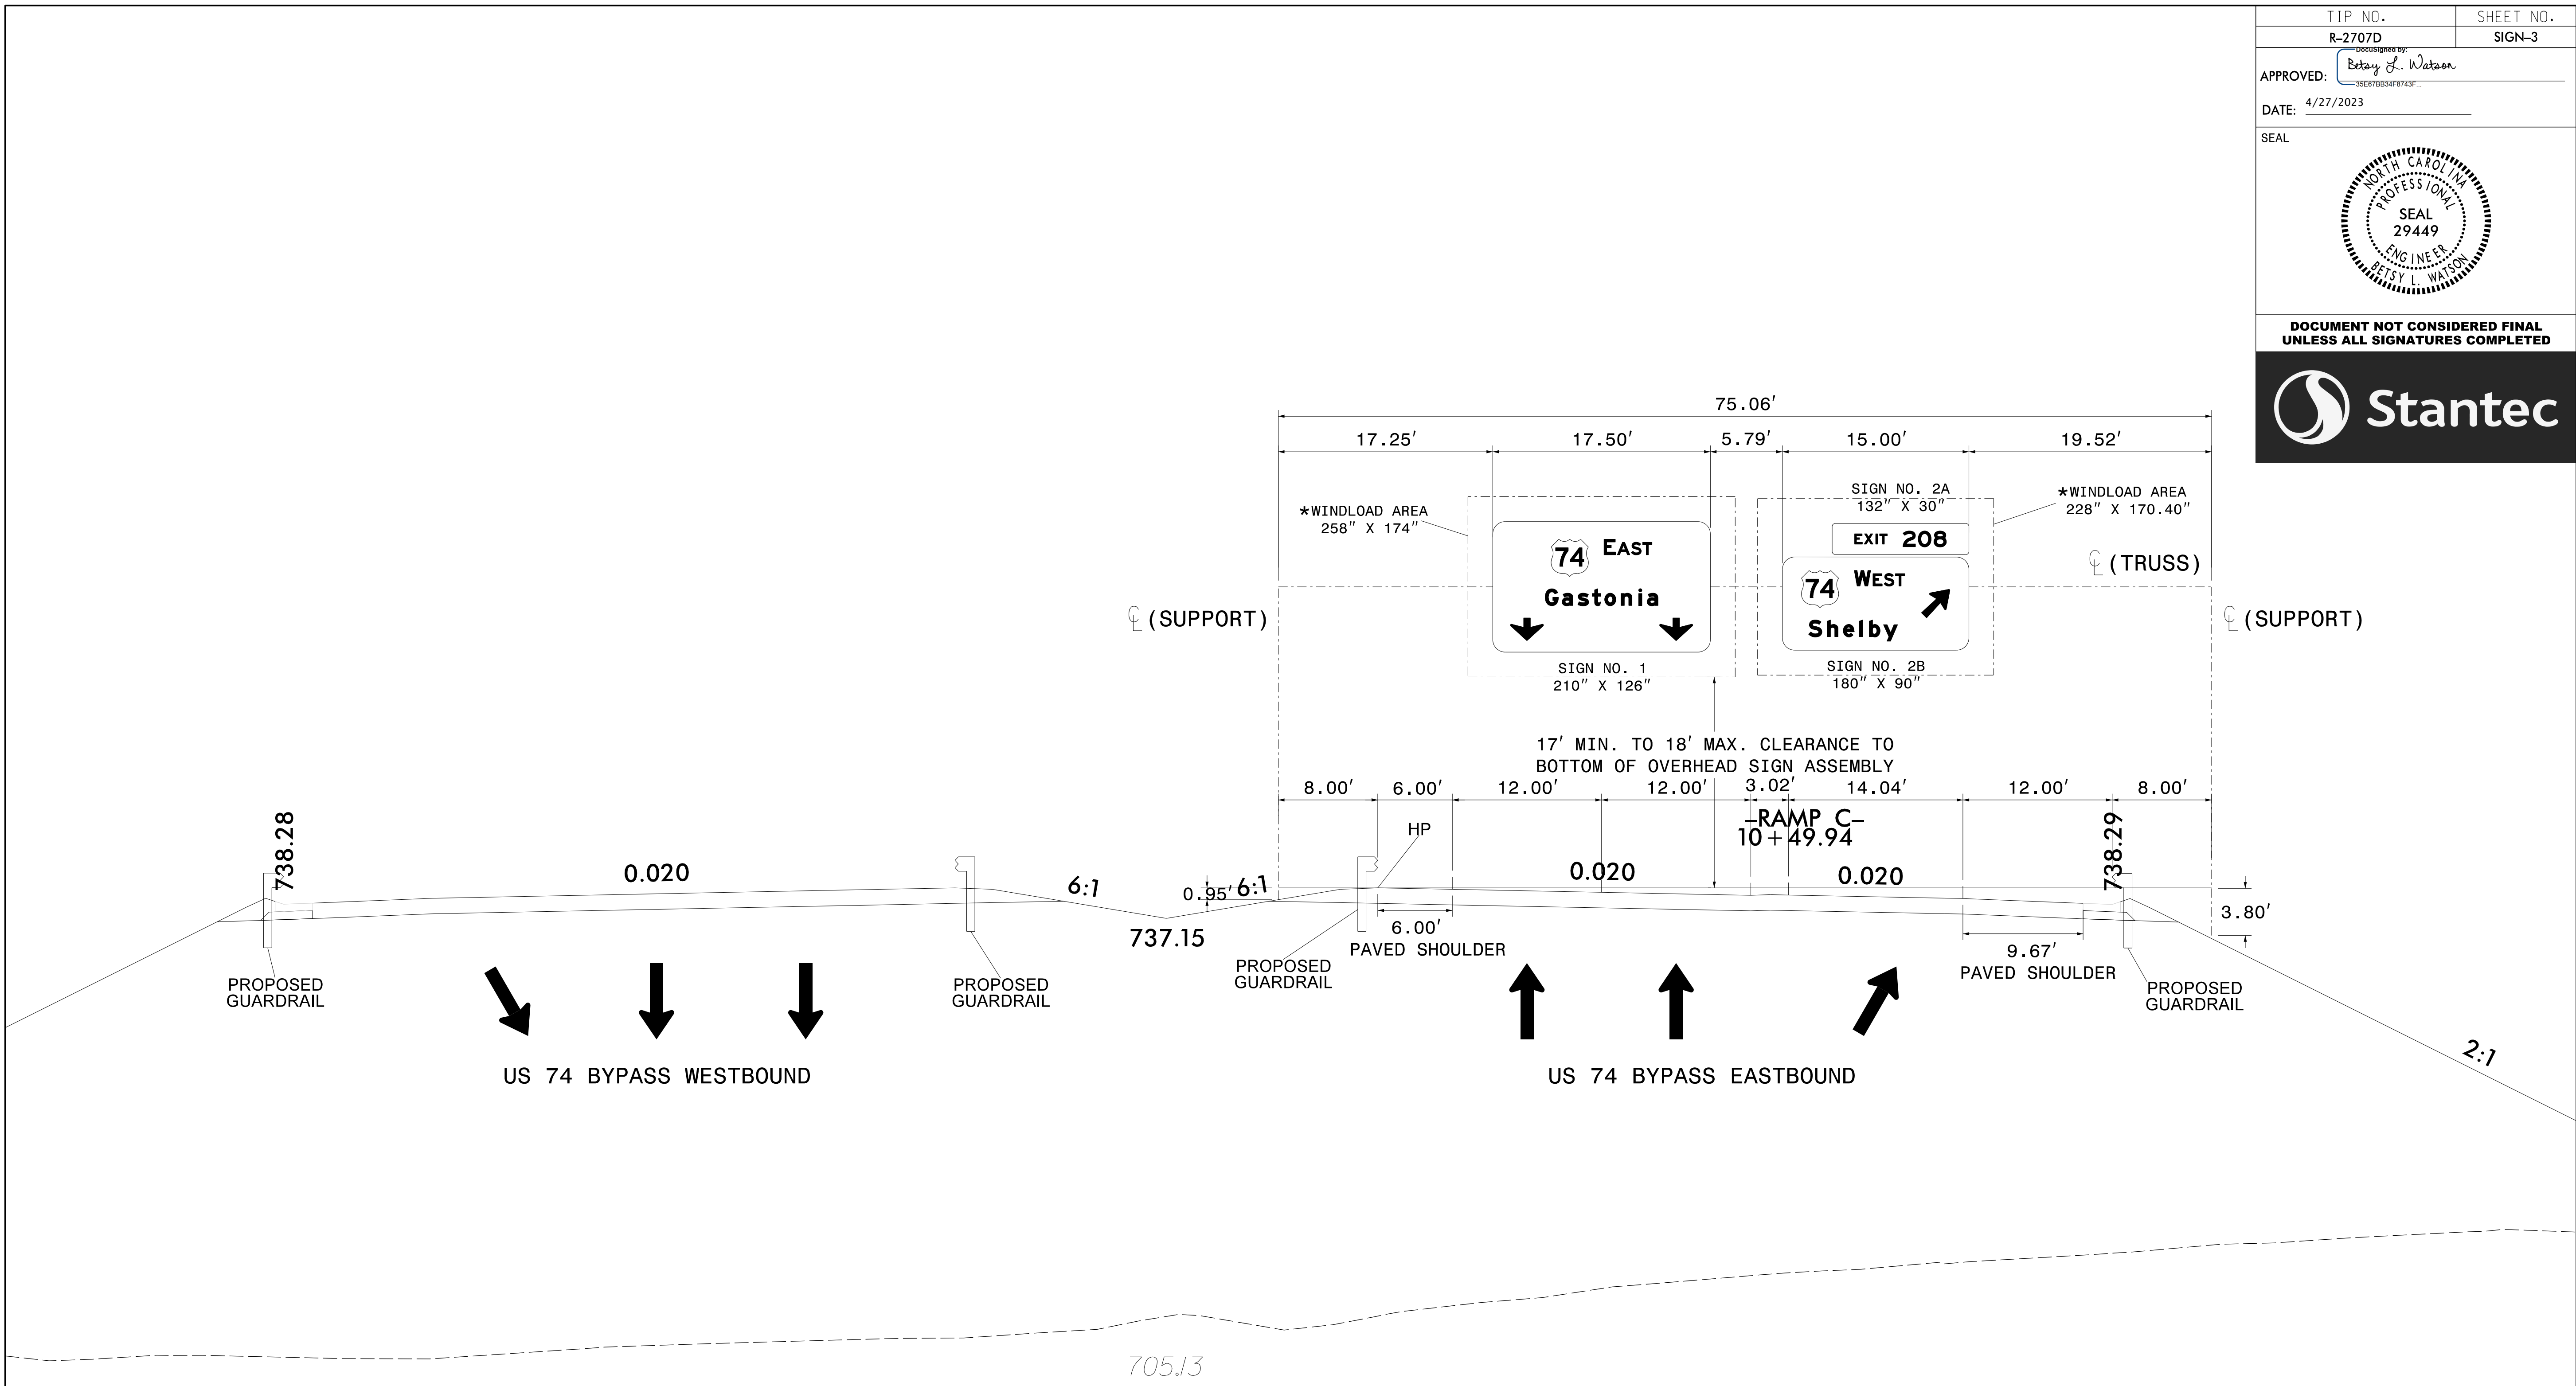 TIP NO. SHEET NO.
R–2707D SIGN–3
DocuSigned by:
APPROVED: Betsy L. Watson
35E67BB34F8743F...
DATE: 4/27/2023
SEAL
NORTH CAROLINA
PROFESSIONAL
SEAL
29449
ENGINEER
BETSY L. WATSON
DOCUMENT NOT CONSIDERED FINAL
UNLESS ALL SIGNATURES COMPLETED
Stantec
75.06′
17.25′ 17.50′ 5.79′ 15.00′ 19.52′
*WINDLOAD AREA
258″ X 174″
SIGN NO. 2A
132″ X 30″
*WINDLOAD AREA
228″ X 170.40″
74 EAST
Gastonia
EXIT 208
74 WEST
Shelby
℄ (TRUSS)
℄ (SUPPORT)
℄ (SUPPORT)
SIGN NO. 1
210″ X 126″
SIGN NO. 2B
180″ X 90″
17′ MIN. TO 18′ MAX. CLEARANCE TO
BOTTOM OF OVERHEAD SIGN ASSEMBLY
8.00′ 6.00′ 12.00′ 12.00′ 3.02′ 14.04′ 12.00′ 8.00′
–RAMP C–
10+49.94
HP
738.28
0.020
6:1
0.95′
6:1
0.020
0.020
738.29
3.80′
737.15
6.00′
PAVED SHOULDER
9.67′
PAVED SHOULDER
PROPOSED
GUARDRAIL
PROPOSED
GUARDRAIL
PROPOSED
GUARDRAIL
PROPOSED
GUARDRAIL
2:1
US 74 BYPASS WESTBOUND
US 74 BYPASS EASTBOUND
705.13